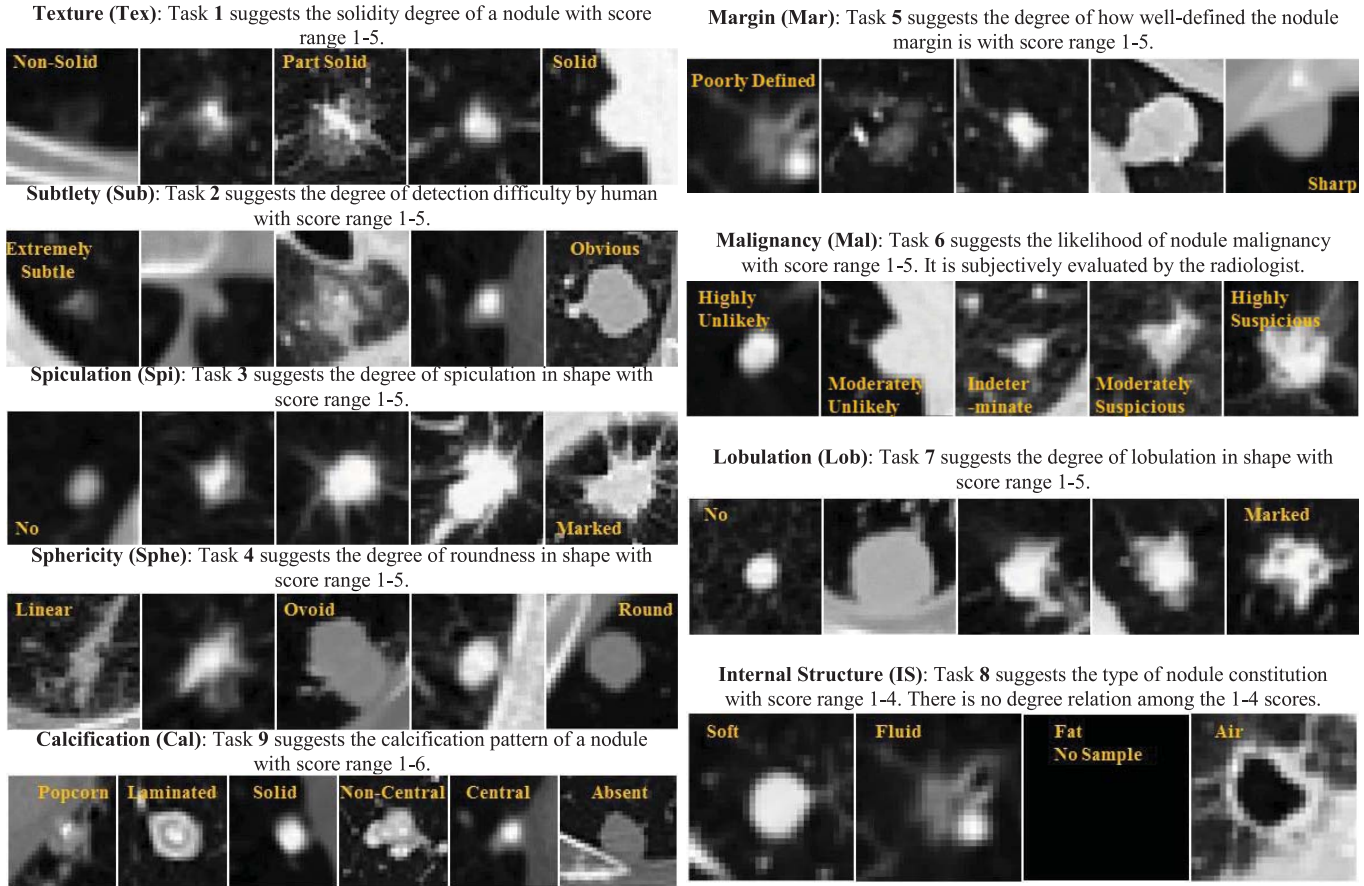 Texture (Tex): Task 1 suggests the solidity degree of a nodule with score
range 1-5.
Non-Solid
Part Solid
Solid
Subtlety (Sub): Task 2 suggests the degree of detection difficulty by human
with score range 1-5.
Extremely
Subtle
Obvious
Spiculation (Spi): Task 3 suggests the degree of spiculation in shape with
score range 1-5.
No
Marked
Sphericity (Sphe): Task 4 suggests the degree of roundness in shape with
score range 1-5.
Linear
Ovoid
Round
Calcification (Cal): Task 9 suggests the calcification pattern of a nodule
with score range 1-6.
Popcorn
Laminated
Solid
Non-Central
Central
Absent
Margin (Mar): Task 5 suggests the degree of how well-defined the nodule
margin is with score range 1-5.
Poorly Defined
Sharp
Malignancy (Mal): Task 6 suggests the likelihood of nodule malignancy
with score range 1-5. It is subjectively evaluated by the radiologist.
Highly
Unlikely
Moderately
Unlikely
Indeter
-minate
Moderately
Suspicious
Highly
Suspicious
Lobulation (Lob): Task 7 suggests the degree of lobulation in shape with
score range 1-5.
No
Marked
Internal Structure (IS): Task 8 suggests the type of nodule constitution
with score range 1-4. There is no degree relation among the 1-4 scores.
Soft
Fluid
Fat
No Sample
Air